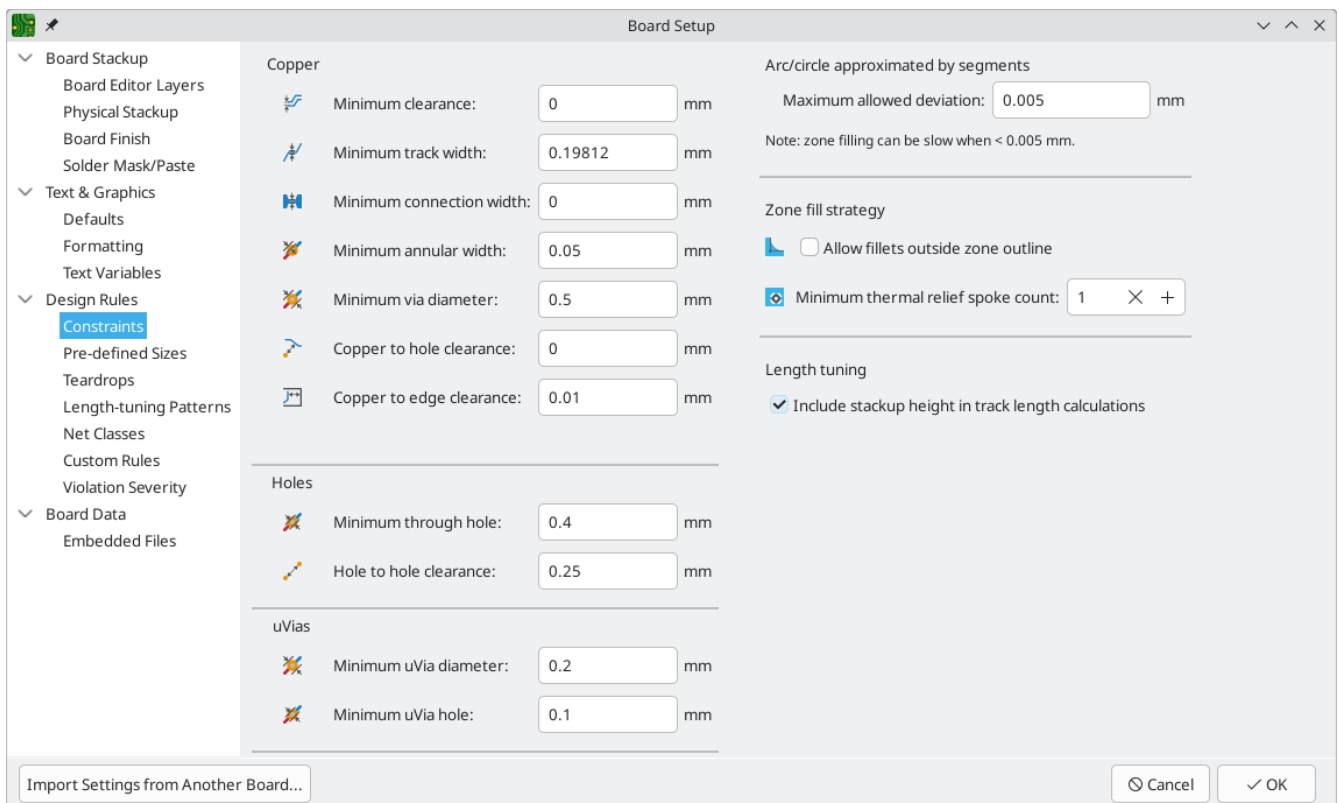 Board Setup
Board Stackup
Board Editor Layers
Physical Stackup
Board Finish
Solder Mask/Paste
Text & Graphics
Defaults
Formatting
Text Variables
Design Rules
Constraints
Pre-defined Sizes
Teardrops
Length-tuning Patterns
Net Classes
Custom Rules
Violation Severity
Board Data
Embedded Files
Copper
Minimum clearance: 0 mm
Minimum track width: 0.19812 mm
Minimum connection width: 0 mm
Minimum annular width: 0.05 mm
Minimum via diameter: 0.5 mm
Copper to hole clearance: 0 mm
Copper to edge clearance: 0.01 mm
Holes
Minimum through hole: 0.4 mm
Hole to hole clearance: 0.25 mm
uVias
Minimum uVia diameter: 0.2 mm
Minimum uVia hole: 0.1 mm
Arc/circle approximated by segments
Maximum allowed deviation: 0.005 mm
Note: zone filling can be slow when < 0.005 mm.
Zone fill strategy
Allow fillets outside zone outline
Minimum thermal relief spoke count: 1
Length tuning
Include stackup height in track length calculations
Import Settings from Another Board...
Cancel
OK